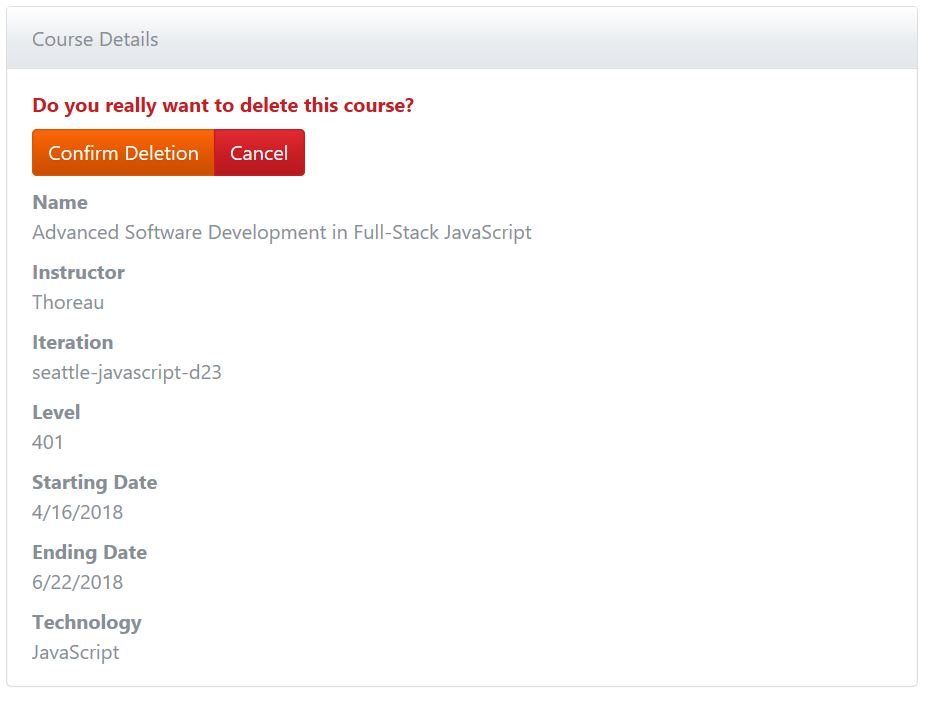 Course Details
Do you really want to delete this course?
Confirm Deletion Cancel
Name
Advanced Software Development in Full-Stack JavaScript
Instructor
Thoreau
Iteration
seattle-javascript-d23
Level
401
Starting Date
4/16/2018
Ending Date
6/22/2018
Technology
JavaScript